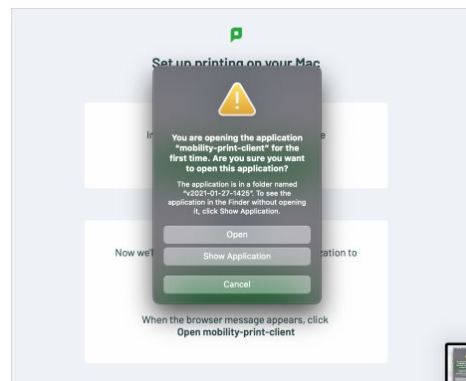 Set up printing on your Mac
You are opening the application
“mobility-print-client” for the
first time. Are you sure you want
to open this application?
The application is in a folder named
“v2021-01-27-1425”. To see the
application in the Finder without opening
it, click Show Application.
Open
Now we'l
ation to
Show Application
Cancel
When the browser message appears, click
Open mobility-print-client